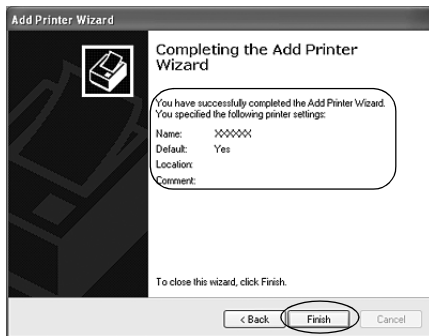 Add Printer Wizard
Completing the Add Printer
Wizard
You have successfully completed the Add Printer Wizard.
You specified the following printer settings:
Name: XXXXXX
Default: Yes
Location:
Comment:
To close this wizard, click Finish.
< Back Finish Cancel